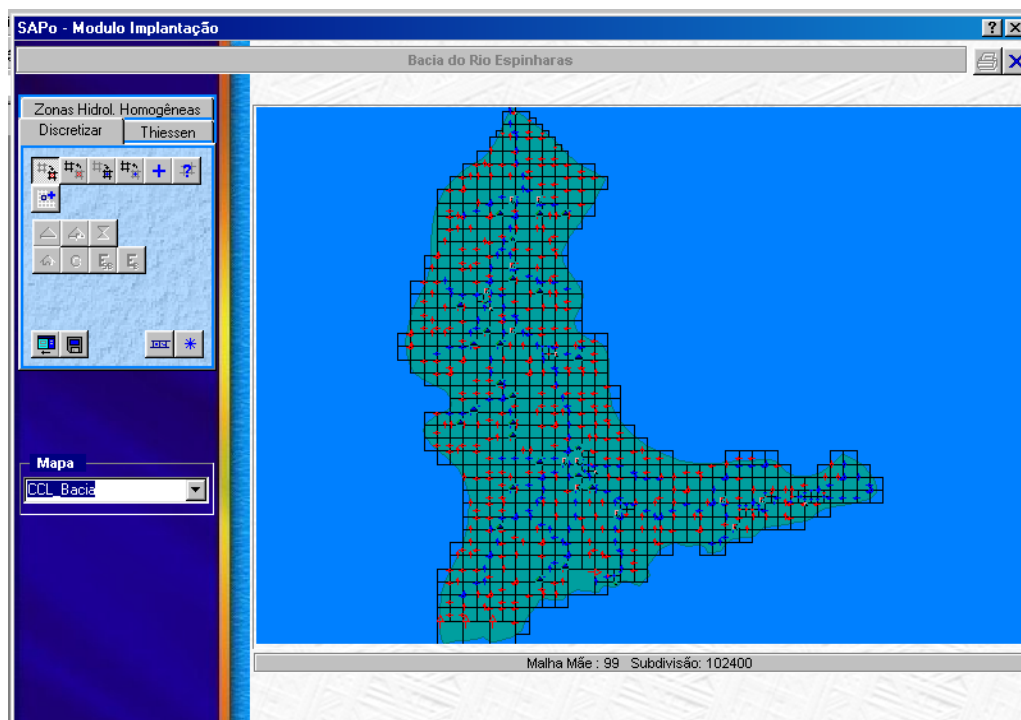 SAPo - Modulo Implantação
Bacia do Rio Espinharas
Zonas Hidrol. Homogêneas
Discretizar
Thiessen
Mapa
CCL_Bacia
Malha Mãe : 99 Subdivisão: 102400